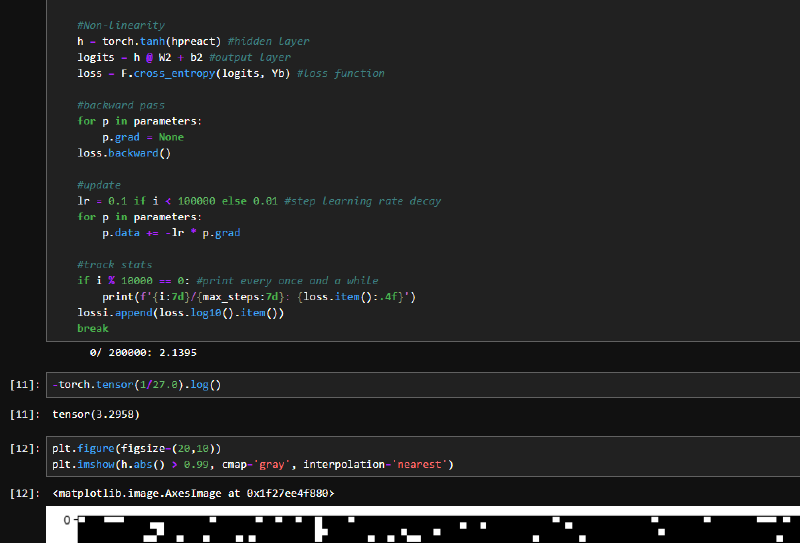 #Non-linearity
h = torch.tanh(hpreact) #hidden layer
logits = h @ W2 + b2 #output layer
loss = F.cross_entropy(logits, Yb) #loss function
#backward pass
for p in parameters:
p.grad = None
loss.backward()
#update
lr = 0.1 if i < 100000 else 0.01 #step learning rate decay
for p in parameters:
p.data += -lr * p.grad
#track stats
if i % 10000 == 0: #print every once and a while
print(f'{i:7d}/{max_steps:7d}: {loss.item():.4f}')
lossi.append(loss.log10().item())
break
0/ 200000: 2.1395
[11]: -torch.tensor(1/27.0).log()
[11]: tensor(3.2958)
[12]: plt.figure(figsize=(20,10))
plt.imshow(h.abs() > 0.99, cmap='gray', interpolation='nearest')
[12]: <matplotlib.image.AxesImage at 0x1f27ee4f880>
0